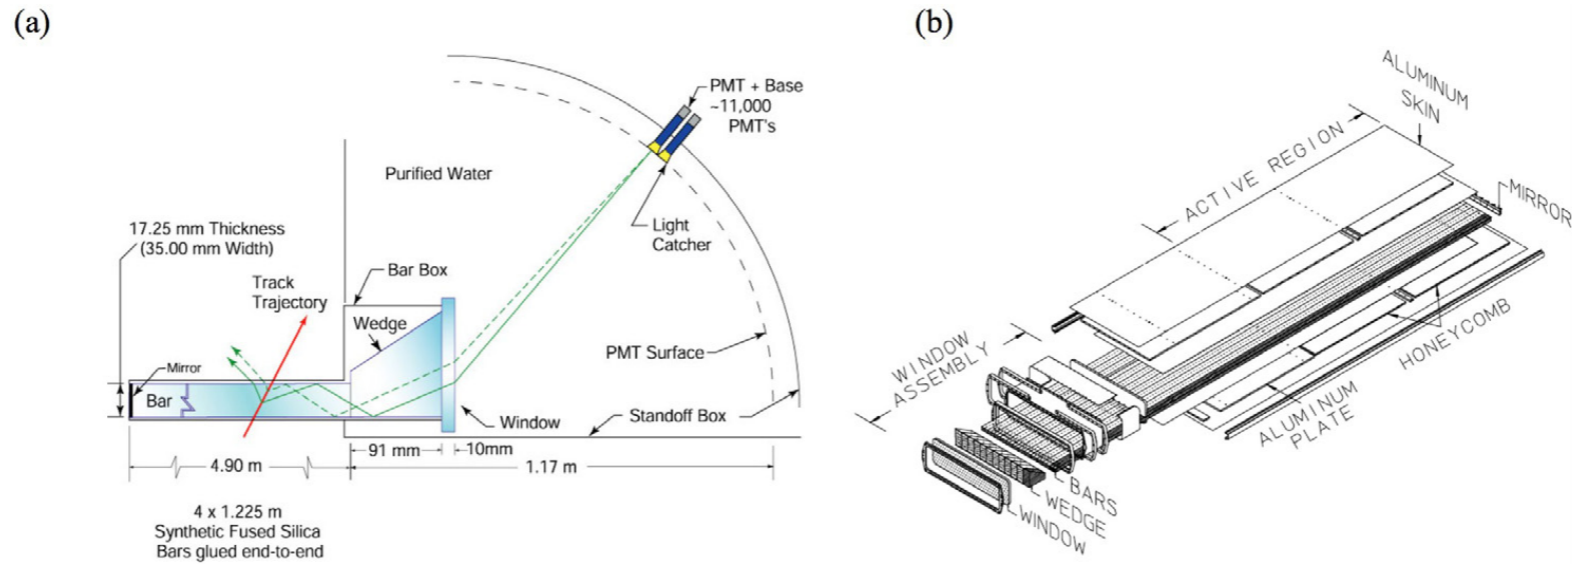 (a)
PMT + Base
~11,000
PMT's
Purified Water
Light
Catcher
17.25 mm Thickness
(35.00 mm Width)
Bar Box
Track
Trajectory
Wedge
PMT Surface
Mirror
Bar
Window
Standoff Box
91 mm
10mm
4.90 m
1.17 m
4 x 1.225 m
Synthetic Fused Silica
Bars glued end-to-end
(b)
ALUMINUM
SKIN
ACTIVE REGION
MIRROR
WINDOW
ASSEMBLY
HONEYCOMB
ALUMINUM
PLATE
BARS
WEDGE
WINDOW